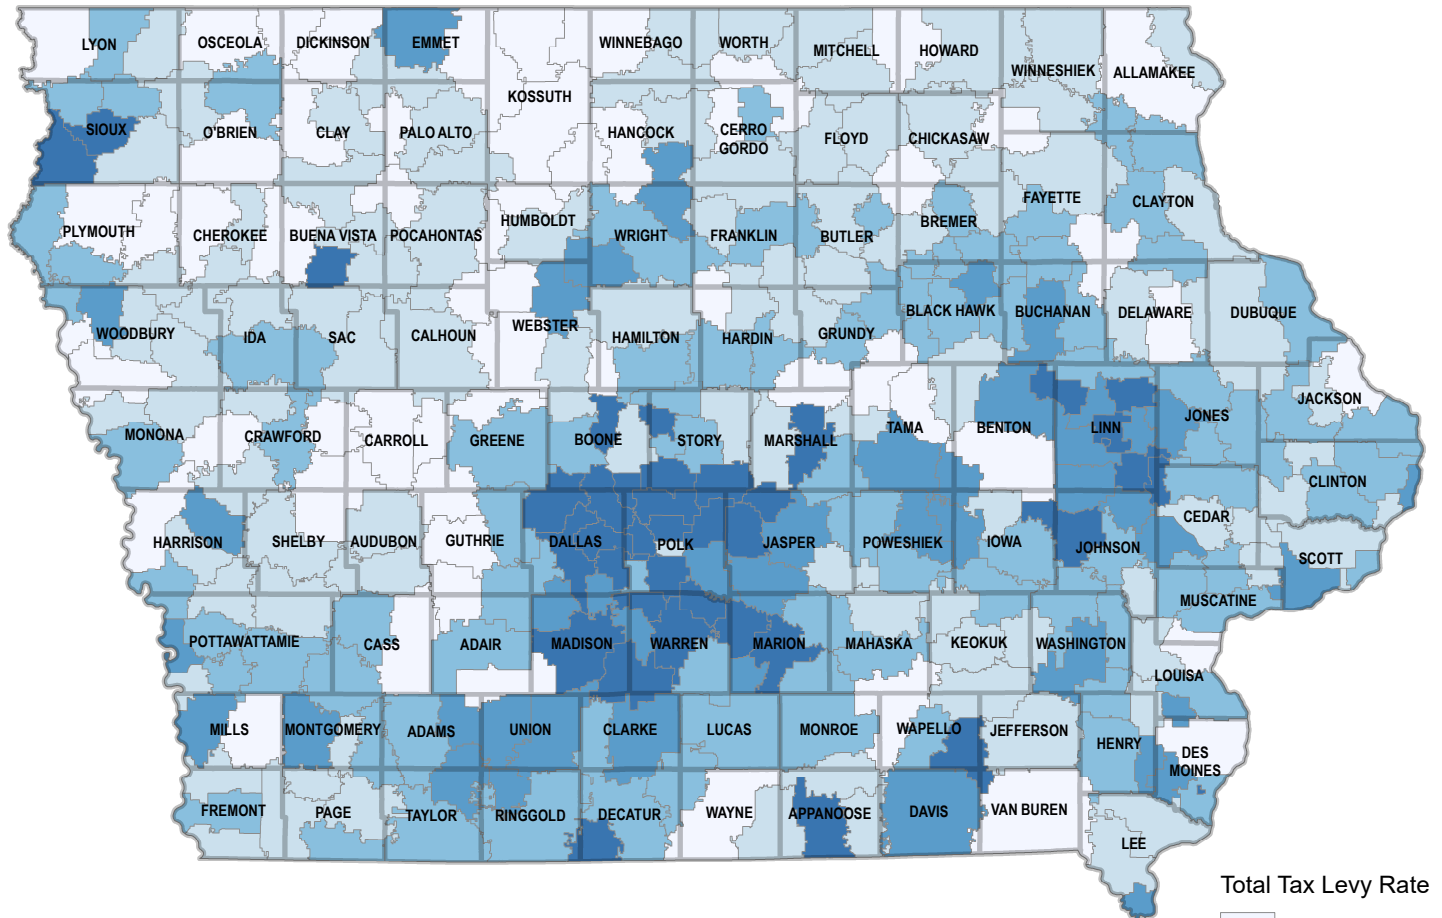 LYON
OSCEOLA
DICKINSON
EMMET
WINNEBAGO
WORTH
MITCHELL
HOWARD
WINNESHIEK
ALLAMAKEE
KOSSUTH
SIOUX
O'BRIEN
CLAY
PALO ALTO
HANCOCK
CERRO
GORDO
FLOYD
CHICKASAW
PLYMOUTH
CHEROKEE
BUENA VISTA
POCAHONTAS
HUMBOLDT
WRIGHT
FRANKLIN
BUTLER
BREMER
FAYETTE
CLAYTON
WOODBURY
IDA
SAC
CALHOUN
WEBSTER
HAMILTON
HARDIN
GRUNDY
BLACK HAWK
BUCHANAN
DELAWARE
DUBUQUE
MONONA
CRAWFORD
CARROLL
GREENE
BOONE
STORY
MARSHALL
TAMA
BENTON
LINN
JONES
JACKSON
CLINTON
HARRISON
SHELBY
AUDUBON
GUTHRIE
DALLAS
POLK
JASPER
POWESHIEK
IOWA
JOHNSON
CEDAR
SCOTT
MUSCATINE
POTTAWATTAMIE
CASS
ADAIR
MADISON
WARREN
MARION
MAHASKA
KEOKUK
WASHINGTON
LOUISA
MILLS
MONTGOMERY
ADAMS
UNION
CLARKE
LUCAS
MONROE
WAPELLO
JEFFERSON
HENRY
DES
MOINES
FREMONT
PAGE
TAYLOR
RINGGOLD
DECATUR
WAYNE
APPANOOSE
DAVIS
VAN BUREN
LEE
Total Tax Levy Rate